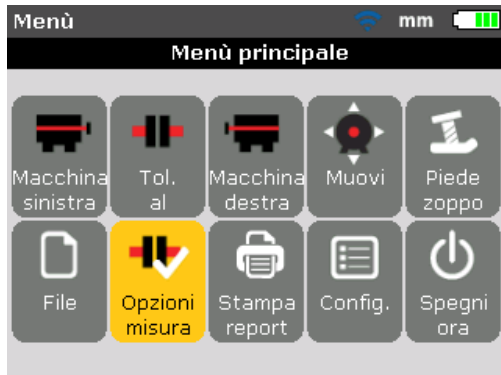 Menù mm
Menù principale
Macchina sinistra
Tol. al
Macchina destra
Muovi
Piede zoppo
File
Opzioni misura
Stampa report
Config.
Spegni ora